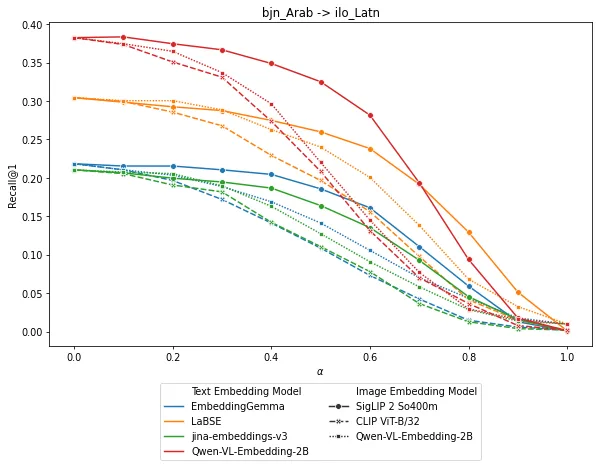 bjn_Arab -> ilo_Latn
Recall@1
0.40
0.35
0.30
0.25
0.20
0.15
0.10
0.05
0.00
0.0 0.2 0.4 0.6 0.8 1.0
α
Text Embedding Model
EmbeddingGemma
LaBSE
jina-embeddings-v3
Qwen-VL-Embedding-2B
Image Embedding Model
SigLIP 2 So400m
CLIP ViT-B/32
Qwen-VL-Embedding-2B